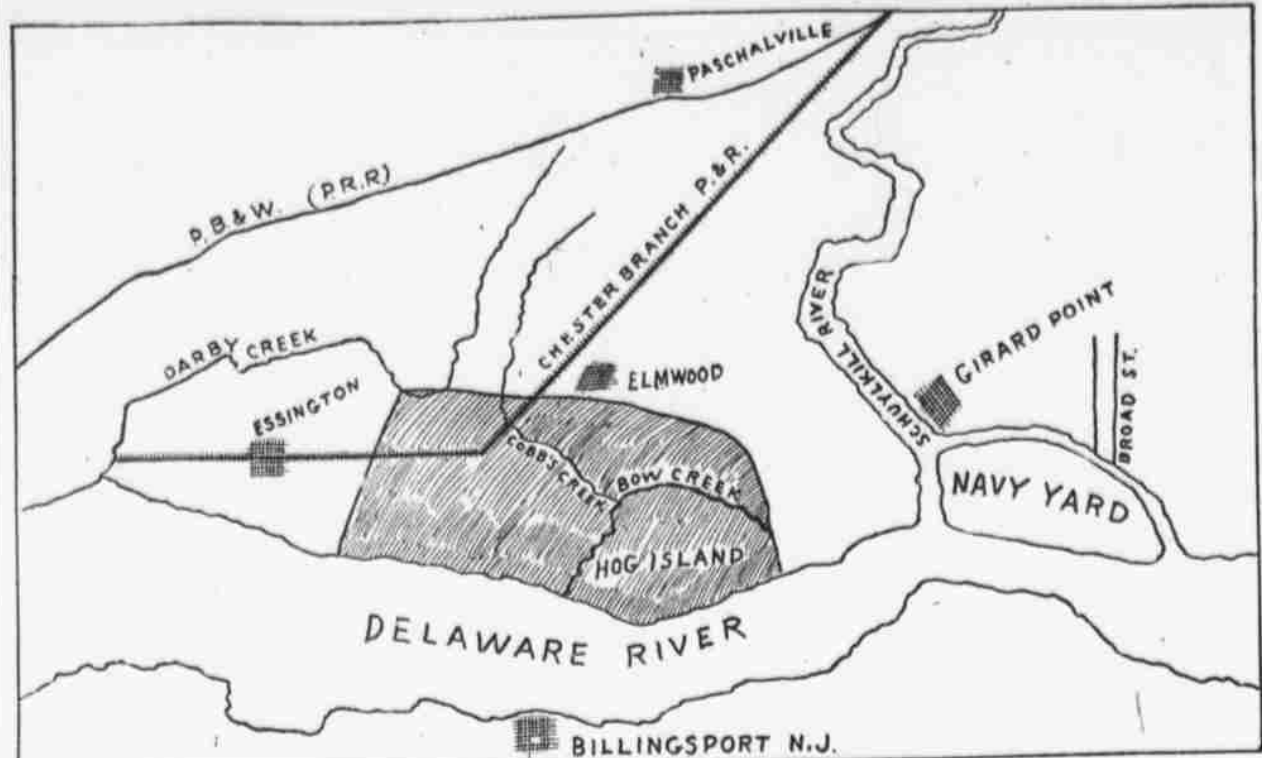 PASCHALVILLE
P.B.&W. (P.R.R)
CHESTER BRANCH P.&R.
DARBY CREEK
ESSINGTON
ELMWOOD
SCHUYLKILL RIVER
GIRARD POINT
BROAD ST.
COBBS CREEK
BOW CREEK
NAVY YARD
HOG ISLAND
DELAWARE RIVER
BILLINGSPORT N.J.